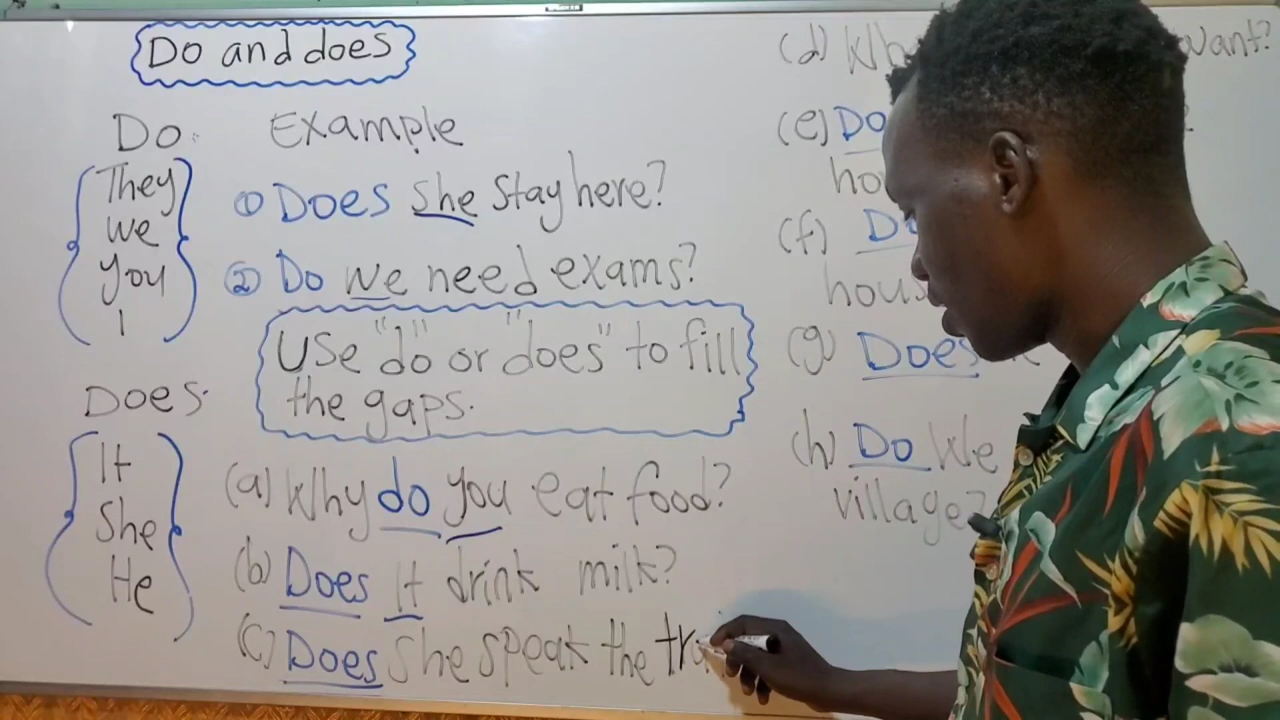 Do and does
Do:
They
we
you
I
Example
① Does she stay here?
② Do we need exams?
Use "do" or "does" to fill
the gaps.
Does:
It
She
He
(a) Why do you eat food?
(b) Does it drink milk?
(c) Does she speak the
(d) want?
(e) Do
(f)
(g) Does
(h) Do we
village?